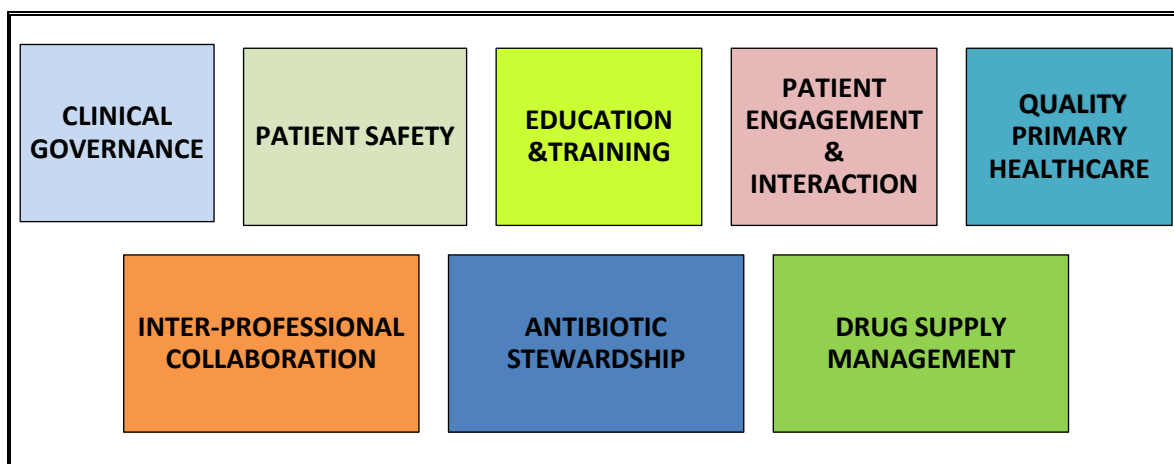 CLINICAL
GOVERNANCE
PATIENT SAFETY
EDUCATION
&TRAINING
PATIENT
ENGAGEMENT
&
INTERACTION
QUALITY
PRIMARY
HEALTHCARE
INTER-PROFESSIONAL
COLLABORATION
ANTIBIOTIC
STEWARDSHIP
DRUG SUPPLY
MANAGEMENT